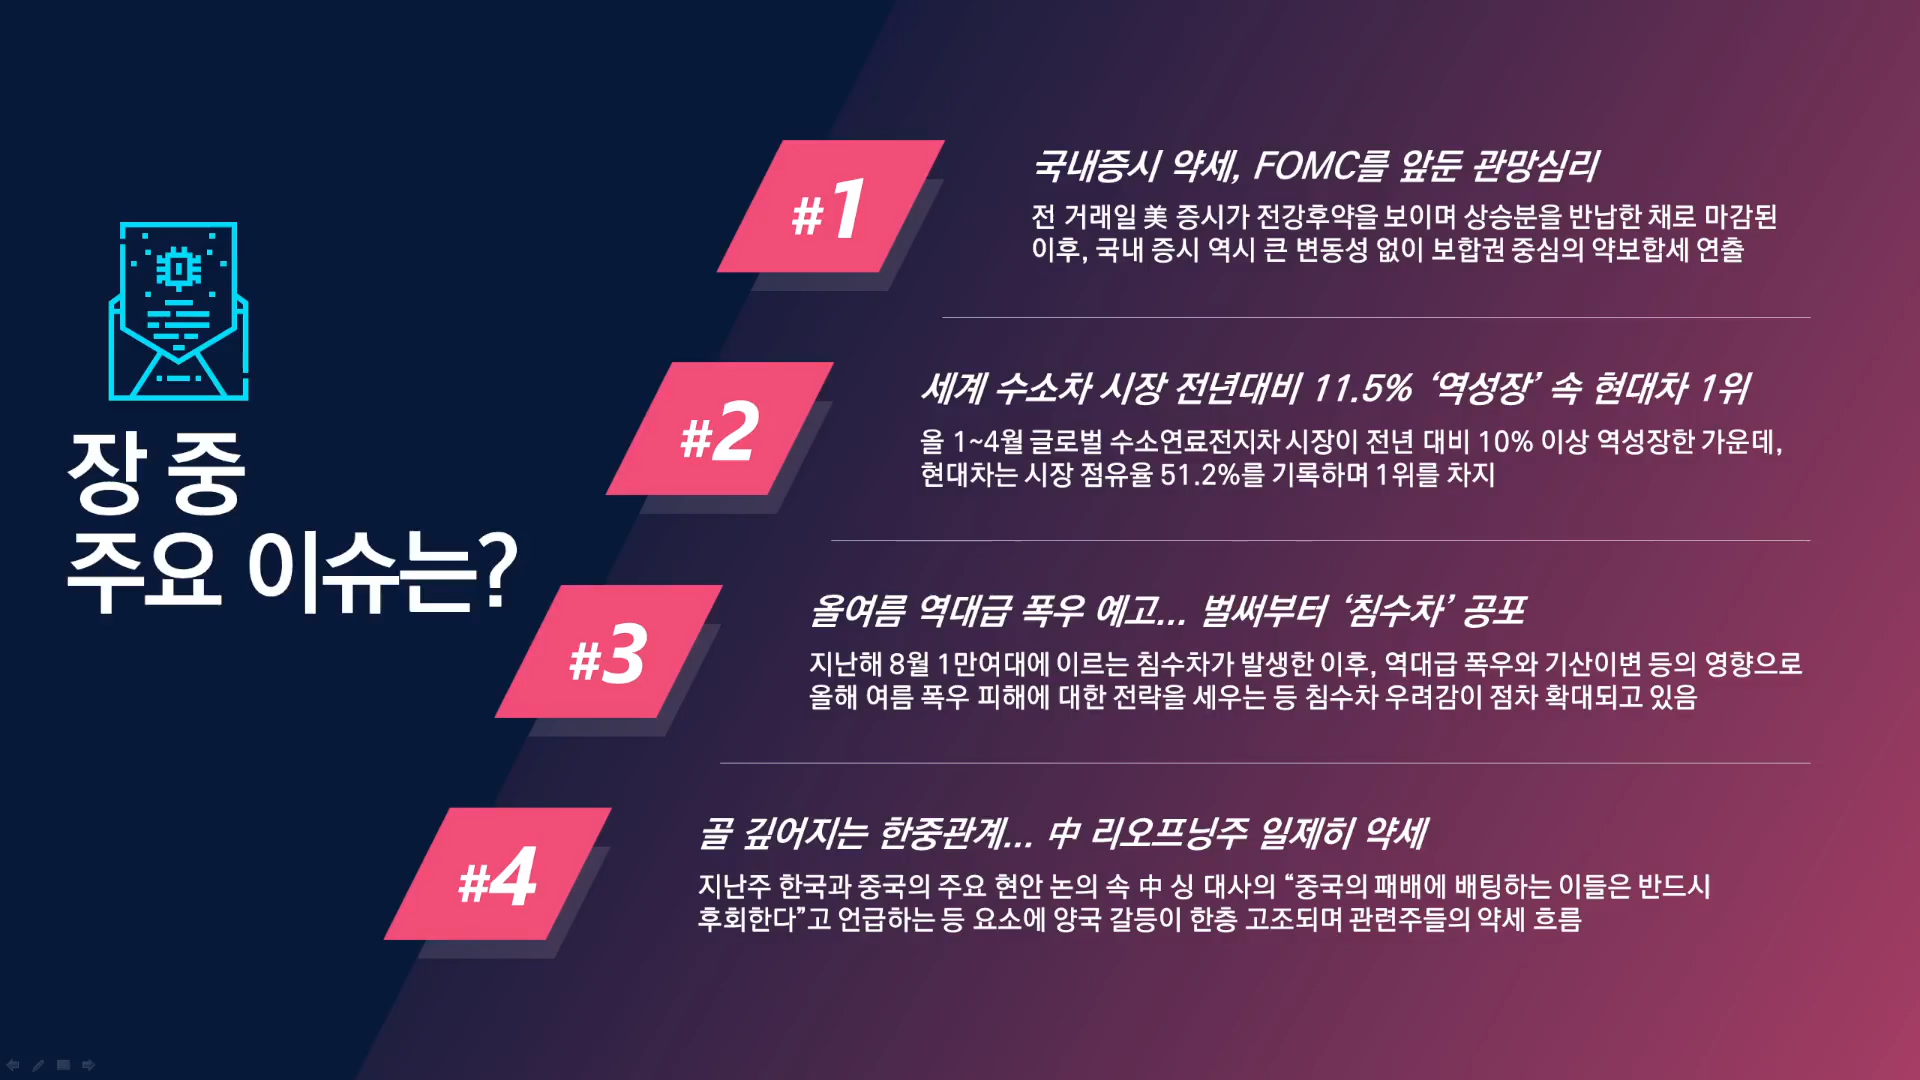 장 중
주요 이슈는?
#1
국내증시 약세, FOMC를 앞둔 관망심리
전 거래일 美 증시가 전강후약을 보이며 상승분을 반납한 채로 마감된
이후, 국내 증시 역시 큰 변동성 없이 보합권 중심의 약보합세 연출
#2
세계 수소차 시장 전년대비 11.5% ‘역성장’ 속 현대차 1위
올 1~4월 글로벌 수소연료전지차 시장이 전년 대비 10% 이상 역성장한 가운데,
현대차는 시장 점유율 51.2%를 기록하며 1위를 차지
#3
올여름 역대급 폭우 예고... 벌써부터 ‘침수차’ 공포
지난해 8월 1만여대에 이르는 침수차가 발생한 이후, 역대급 폭우와 기산이변 등의 영향으로
올해 여름 폭우 피해에 대한 전략을 세우는 등 침수차 우려감이 점차 확대되고 있음
#4
골 깊어지는 한중관계... 中 리오프닝주 일제히 약세
지난주 한국과 중국의 주요 현안 논의 속 中 싱 대사의 “중국의 패배에 배팅하는 이들은 반드시
후회한다”고 언급하는 등 요소에 양국 갈등이 한층 고조되며 관련주들의 약세 흐름